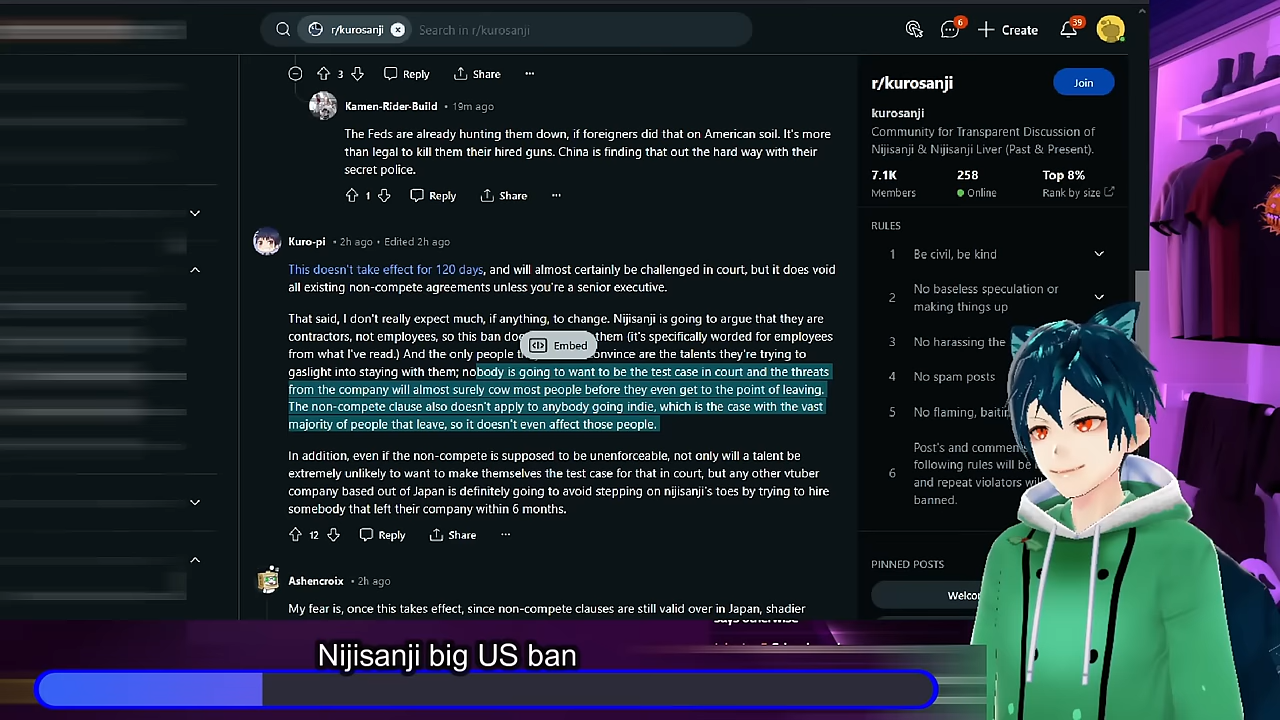 r/kurosanji
Search in r/kurosanji
6
Create
39
3
Reply
Share
Kamen-Rider-Build • 19m ago
The Feds are already hunting them down, if foreigners did that on American soil. It's more
than legal to kill them their hired guns. China is finding that out the hard way with their
secret police.
1
Reply
Share
Kuro-pi • 2h ago • Edited 2h ago
This doesn't take effect for 120 days, and will almost certainly be challenged in court, but it does void
all existing non-compete agreements unless you're a senior executive.
That said, I don't really expect much, if anything, to change. Nijisanji is going to argue that they are
contractors, not employees, so this ban them (it's specifically worded for employees
from what I've read.) And the only people convince are the talents they're trying to
gaslight into staying with them; nobody is going to want to be the test case in court and the threats
from the company will almost surely cow most people before they even get to the point of leaving.
The non-compete clause also doesn't apply to anybody going indie, which is the case with the vast
majority of people that leave, so it doesn't even affect those people.
Embed
In addition, even if the non-compete is supposed to be unenforceable, not only will a talent be
extremely unlikely to want to make themselves the test case for that in court, but any other vtuber
company based out of Japan is definitely going to avoid stepping on nijisanji's toes by trying to hire
somebody that left their company within 6 months.
12
Reply
Share
Ashencroix • 2h ago
My fear is, once this takes effect, since non-compete clauses are still valid over in Japan, shadier
r/kurosanji
Join
kurosanji
Community for Transparent Discussion of
Nijisanji & Nijisanji Liver (Past & Present).
7.1K
258
Top 8%
Members
Online
Rank by size
RULES
1 Be civil, be kind
2 No baseless speculation or
making things up
3 No harassing the
4 No spam posts
5 No flaming,
6 Post's and
following rules will be
and repeat violators
banned.
PINNED POSTS
says otherwise
Nijisanji big US ban